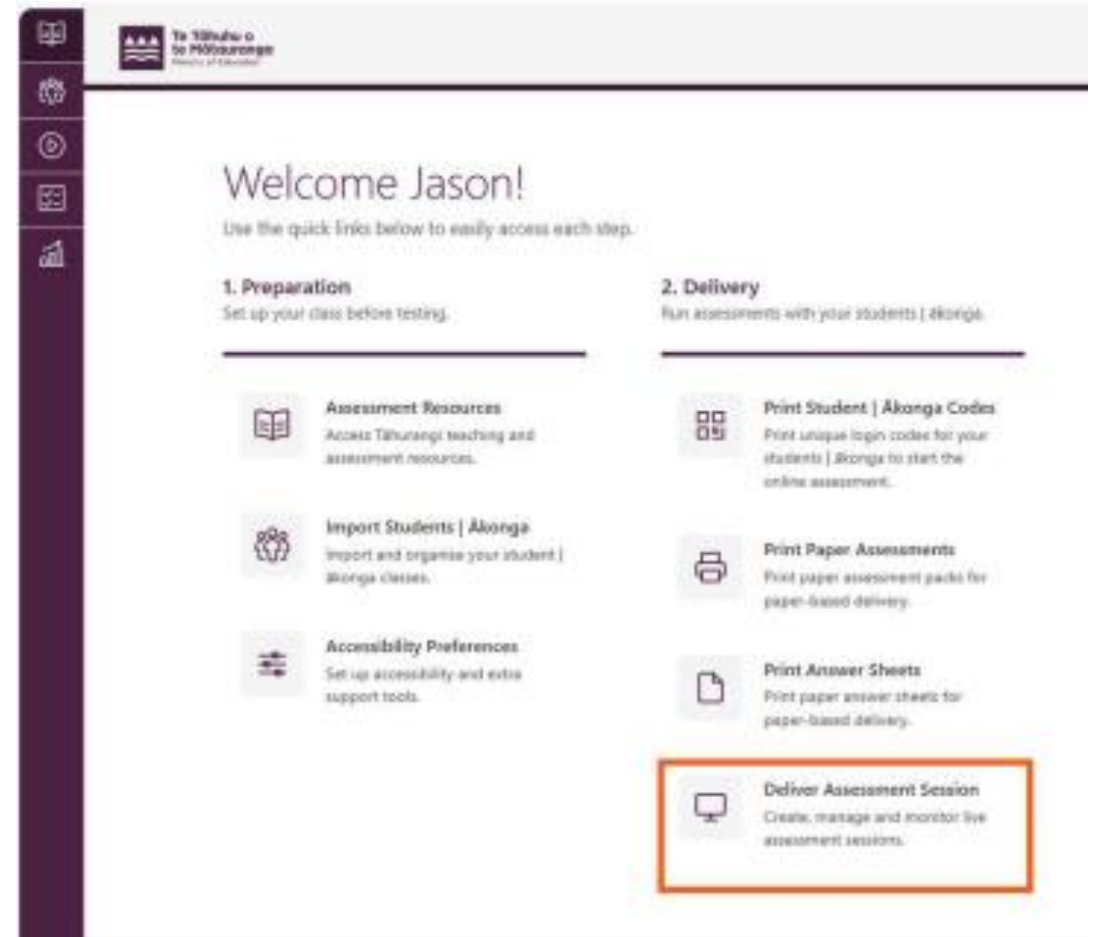 Te Tāhuhu o
te Mātauranga
Ministry of Education
Welcome Jason!
Use the quick links below to easily access each step.
1. Preparation
Set up your class before testing.
Assessment Resources
Access Tāhurangi teaching and
assessment resources.
Import Students | Ākonga
Import and organise your student |
ākonga classes.
Accessibility Preferences
Set up accessibility and extra
support tools.
2. Delivery
Run assessments with your students | ākonga.
Print Student | Ākonga Codes
Print unique login codes for your
students | ākonga to start the
online assessment.
Print Paper Assessments
Print paper assessment packs for
paper-based delivery.
Print Answer Sheets
Print paper answer sheets for
paper-based delivery.
Deliver Assessment Session
Create, manage and monitor live
assessment sessions.